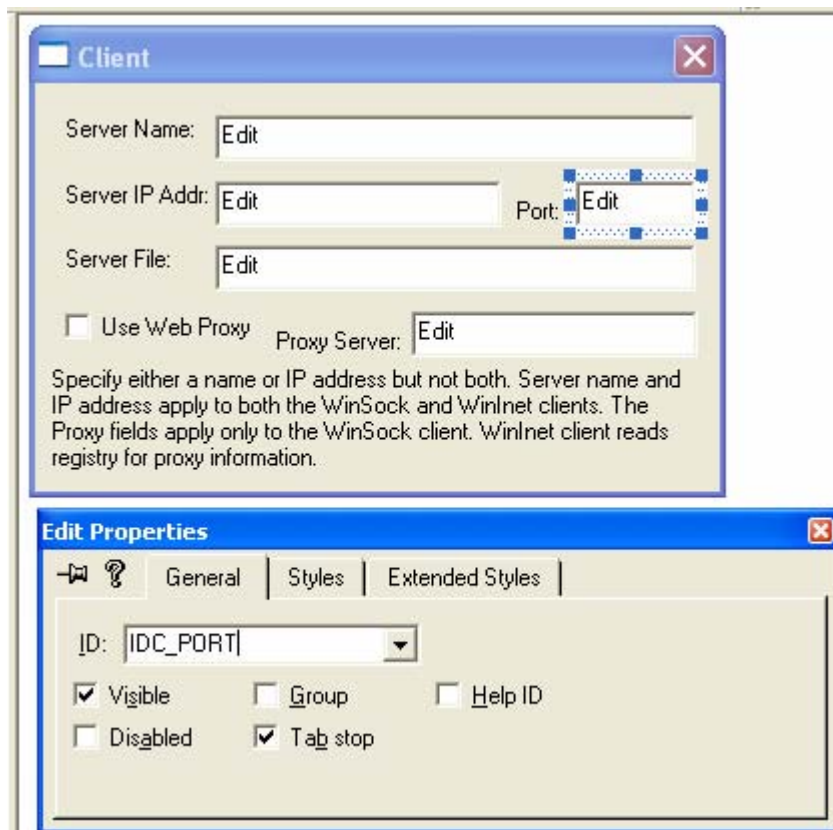 Client
Server Name: Edit
Server IP Addr: Edit Port: Edit
Server File: Edit
Use Web Proxy Proxy Server: Edit
Specify either a name or IP address but not both. Server name and
IP address apply to both the WinSock and WinInet clients. The
Proxy fields apply only to the WinSock client. WinInet client reads
registry for proxy information.
Edit Properties
General Styles Extended Styles
ID: IDC_PORT
Visible Group Help ID
Disabled Tab stop